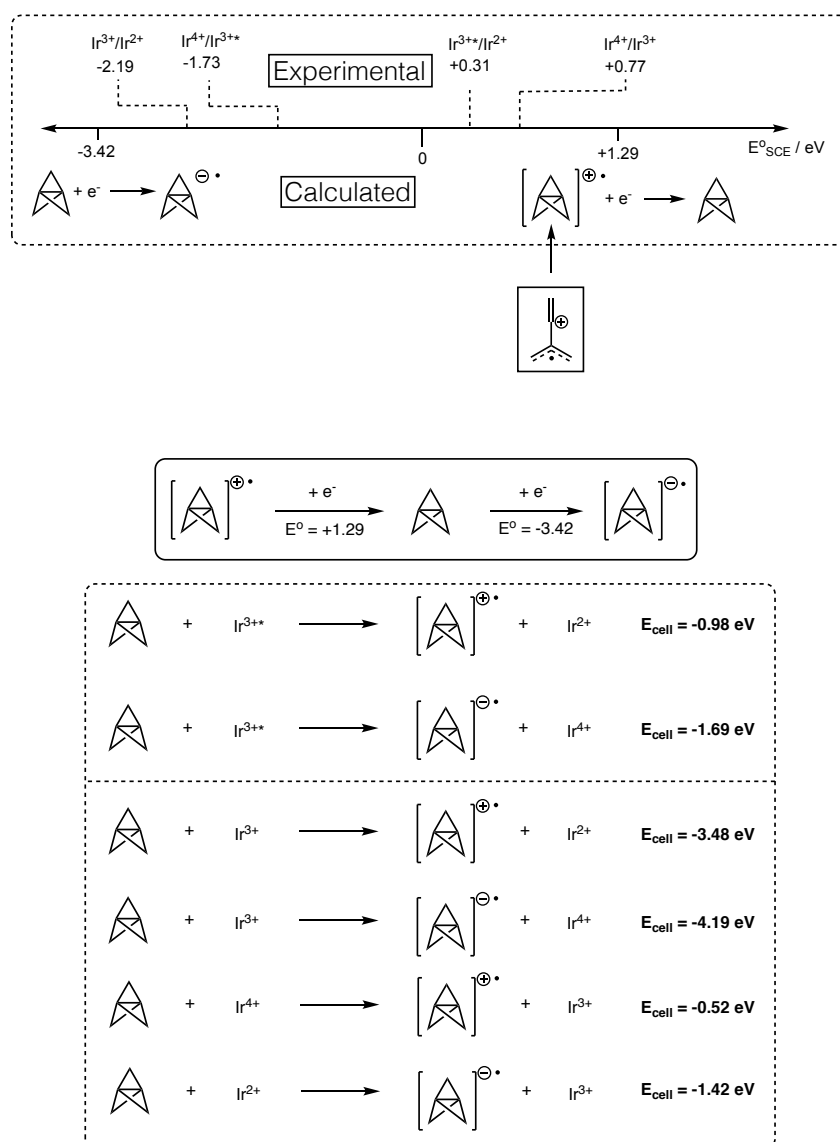 Ir³⁺/Ir²⁺ Ir⁴⁺/Ir³⁺* Ir³⁺*/Ir²⁺ Ir⁴⁺/Ir³⁺
-2.19 -1.73 Experimental +0.31 +0.77
-3.42 0 +1.29 E⁰SCE / eV
+ e⁻ ⊖• Calculated ⊕• + e⁻
⊕
⊕• + e⁻ + e⁻ ⊖•
E⁰ = +1.29 E⁰ = -3.42
+ Ir³⁺* ⊕• + Ir²⁺ Ecell = -0.98 eV
+ Ir³⁺* ⊖• + Ir⁴⁺ Ecell = -1.69 eV
+ Ir³⁺ ⊕• + Ir²⁺ Ecell = -3.48 eV
+ Ir³⁺ ⊖• + Ir⁴⁺ Ecell = -4.19 eV
+ Ir⁴⁺ ⊕• + Ir³⁺ Ecell = -0.52 eV
+ Ir²⁺ ⊖• + Ir³⁺ Ecell = -1.42 eV